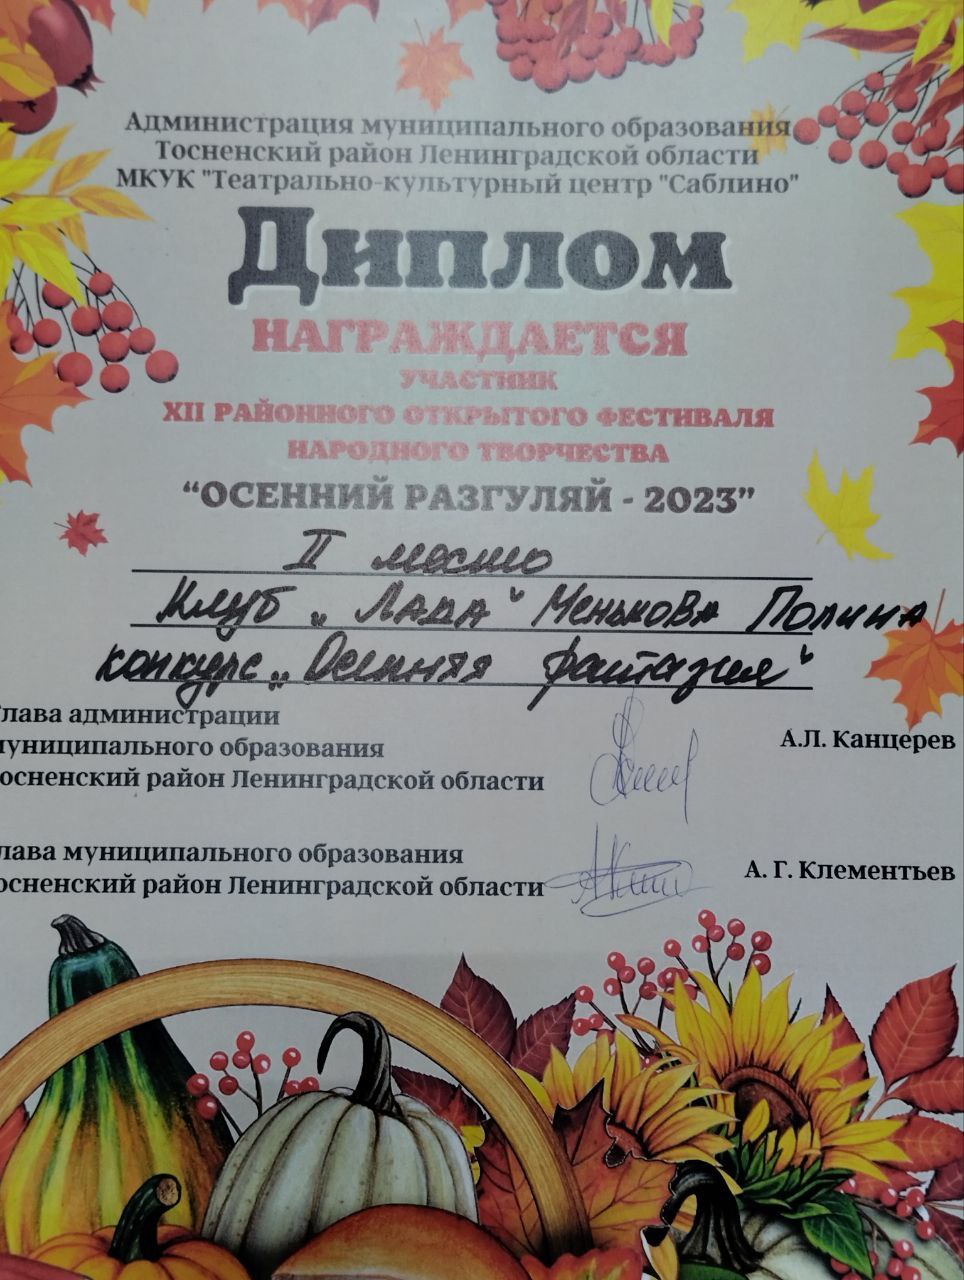 Администрация муниципального образования
Тосненский район Ленинградской области
МКУК "Театрально-культурный центр "Саблино"
Диплом
НАГРАЖДАЕТСЯ
УЧАСТНИК
XII РАЙОННОГО ОТКРЫТОГО ФЕСТИВАЛЯ
НАРОДНОГО ТВОРЧЕСТВА
“ОСЕННИЙ РАЗГУЛЯЙ - 2023”
II место
Клуб „Лада“ Менькова Полина
конкурс „Осенняя фантазия“
лава администрации
муниципального образования
осненский район Ленинградской области
А.Л. Канцерев
лава муниципального образования
осненский район Ленинградской области
А. Г. Клементьев